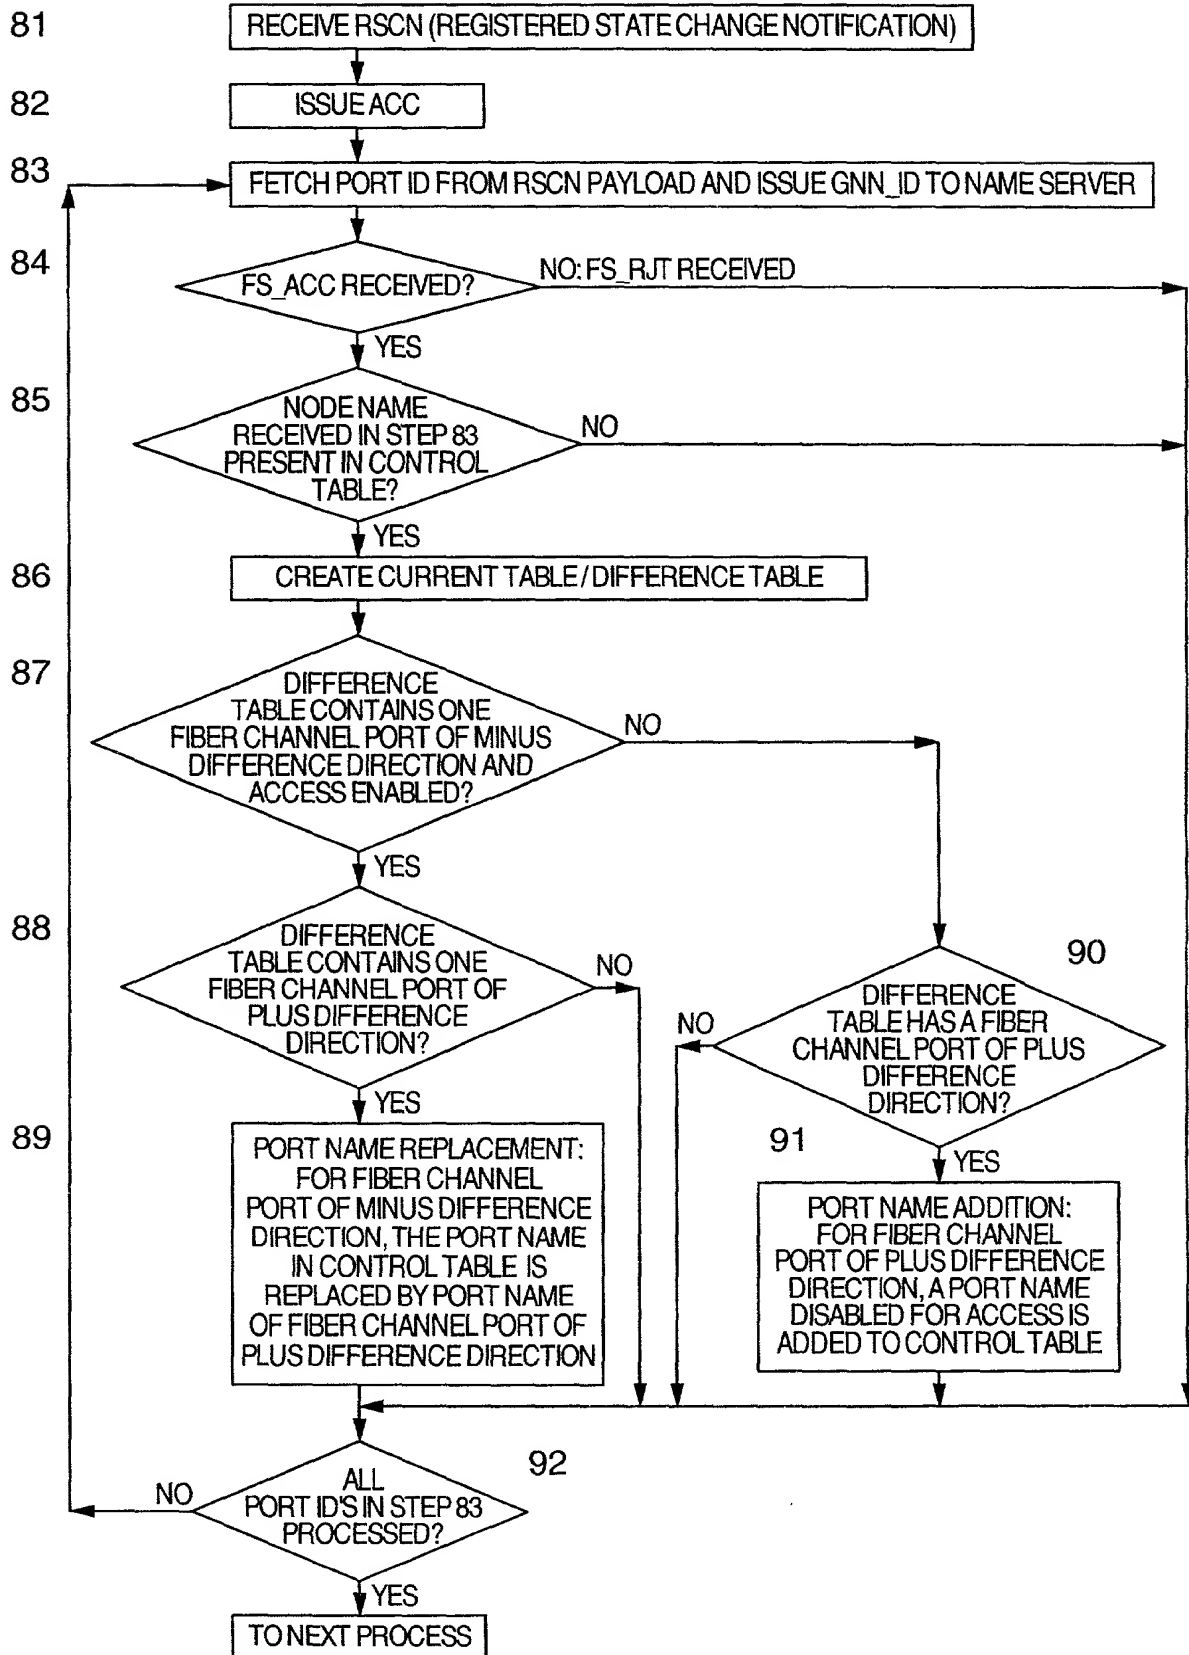 81
RECEIVE RSCN (REGISTERED STATE CHANGE NOTIFICATION)
82
ISSUE ACC
83
FETCH PORT ID FROM RSCN PAYLOAD AND ISSUE GNN_ID TO NAME SERVER
84
FS_ACC RECEIVED?
NO: FS_RJT RECEIVED
YES
85
NODE NAME
RECEIVED IN STEP 83
PRESENT IN CONTROL
TABLE?
NO
YES
86
CREATE CURRENT TABLE / DIFFERENCE TABLE
87
DIFFERENCE
TABLE CONTAINS ONE
FIBER CHANNEL PORT OF MINUS
DIFFERENCE DIRECTION AND
ACCESS ENABLED?
NO
YES
88
DIFFERENCE
TABLE CONTAINS ONE
FIBER CHANNEL PORT OF
PLUS DIFFERENCE
DIRECTION?
NO
YES
90
DIFFERENCE
TABLE HAS A FIBER
CHANNEL PORT OF PLUS
DIFFERENCE
DIRECTION?
NO
YES
89
PORT NAME REPLACEMENT:
FOR FIBER CHANNEL
PORT OF MINUS DIFFERENCE
DIRECTION, THE PORT NAME
IN CONTROL TABLE IS
REPLACED BY PORT NAME
OF FIBER CHANNEL PORT OF
PLUS DIFFERENCE DIRECTION
91
PORT NAME ADDITION:
FOR FIBER CHANNEL
PORT OF PLUS DIFFERENCE
DIRECTION, A PORT NAME
DISABLED FOR ACCESS IS
ADDED TO CONTROL TABLE
92
ALL
PORT ID'S IN STEP 83
PROCESSED?
NO
YES
TO NEXT PROCESS